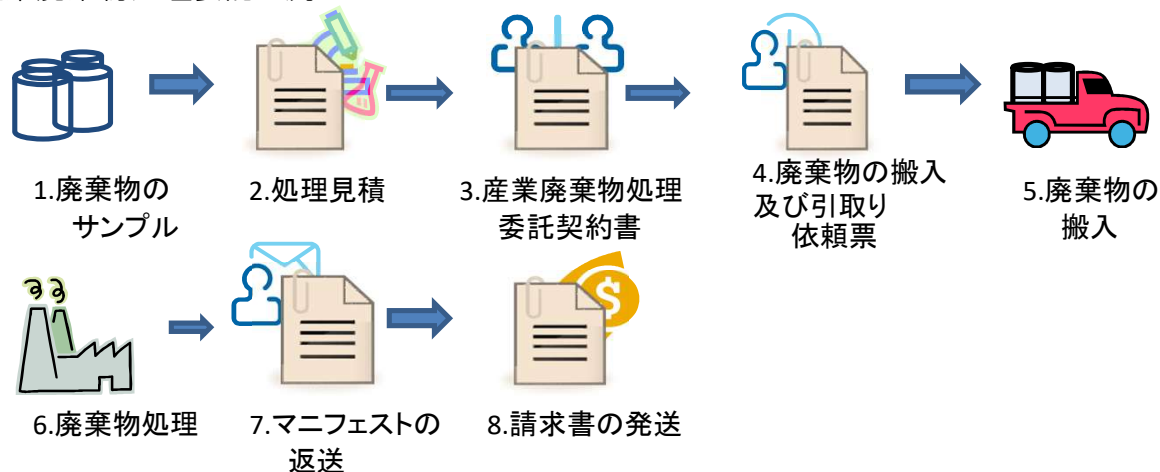 1.廃棄物の
サンプル
2.処理見積
3.産業廃棄物処理
委託契約書
4.廃棄物の搬入
及び引取り
依頼票
5.廃棄物の
搬入
6.廃棄物処理
7.マニフェストの
返送
8.請求書の発送